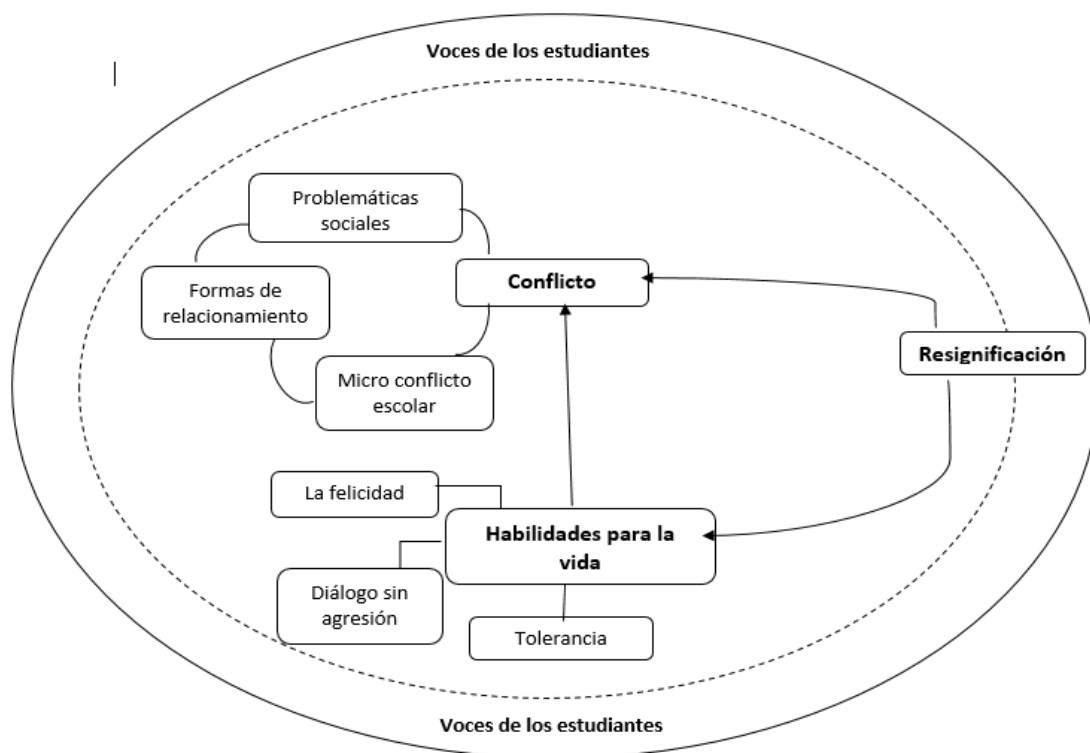 Voces de los estudiantes
Problemáticas
sociales
Conflicto
Formas de
relacionamiento
Resignificación
Micro conflicto
escolar
La felicidad
Habilidades para la
vida
Diálogo sin
agresión
Tolerancia
Voces de los estudiantes